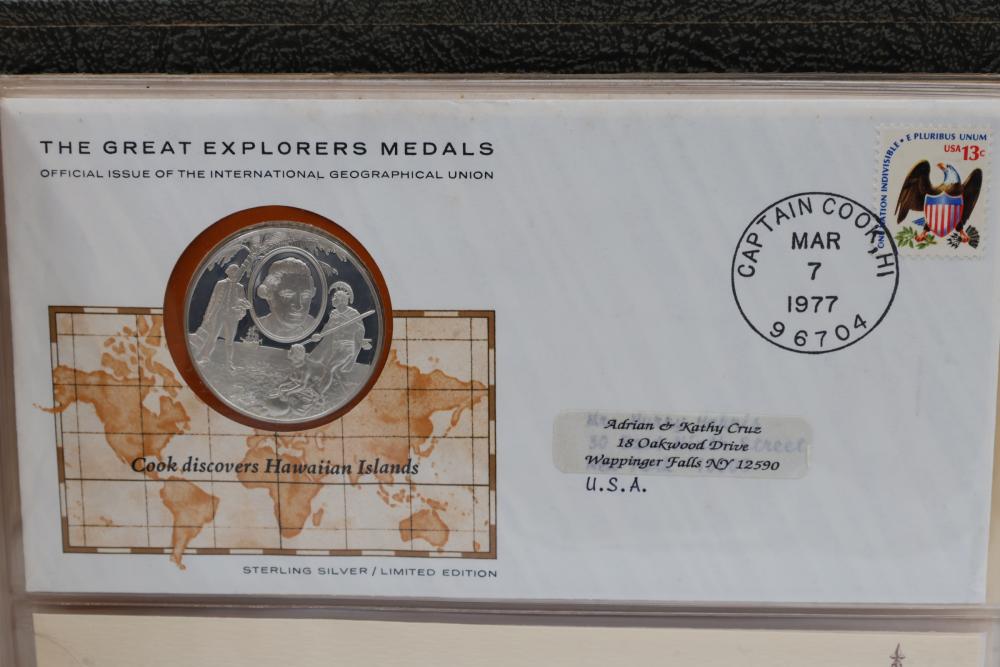 THE GREAT EXPLORERS MEDALS
OFFICIAL ISSUE OF THE INTERNATIONAL GEOGRAPHICAL UNION
ONE NATION INDIVISIBLE • E PLURIBUS UNUM
USA 13c
CAPTAIN COOK, HI
MAR
7
1977
96704
Adrian & Kathy Cruz
18 Oakwood Drive
Wappinger Falls NY 12590
U.S.A.
Cook discovers Hawaiian Islands
STERLING SILVER / LIMITED EDITION